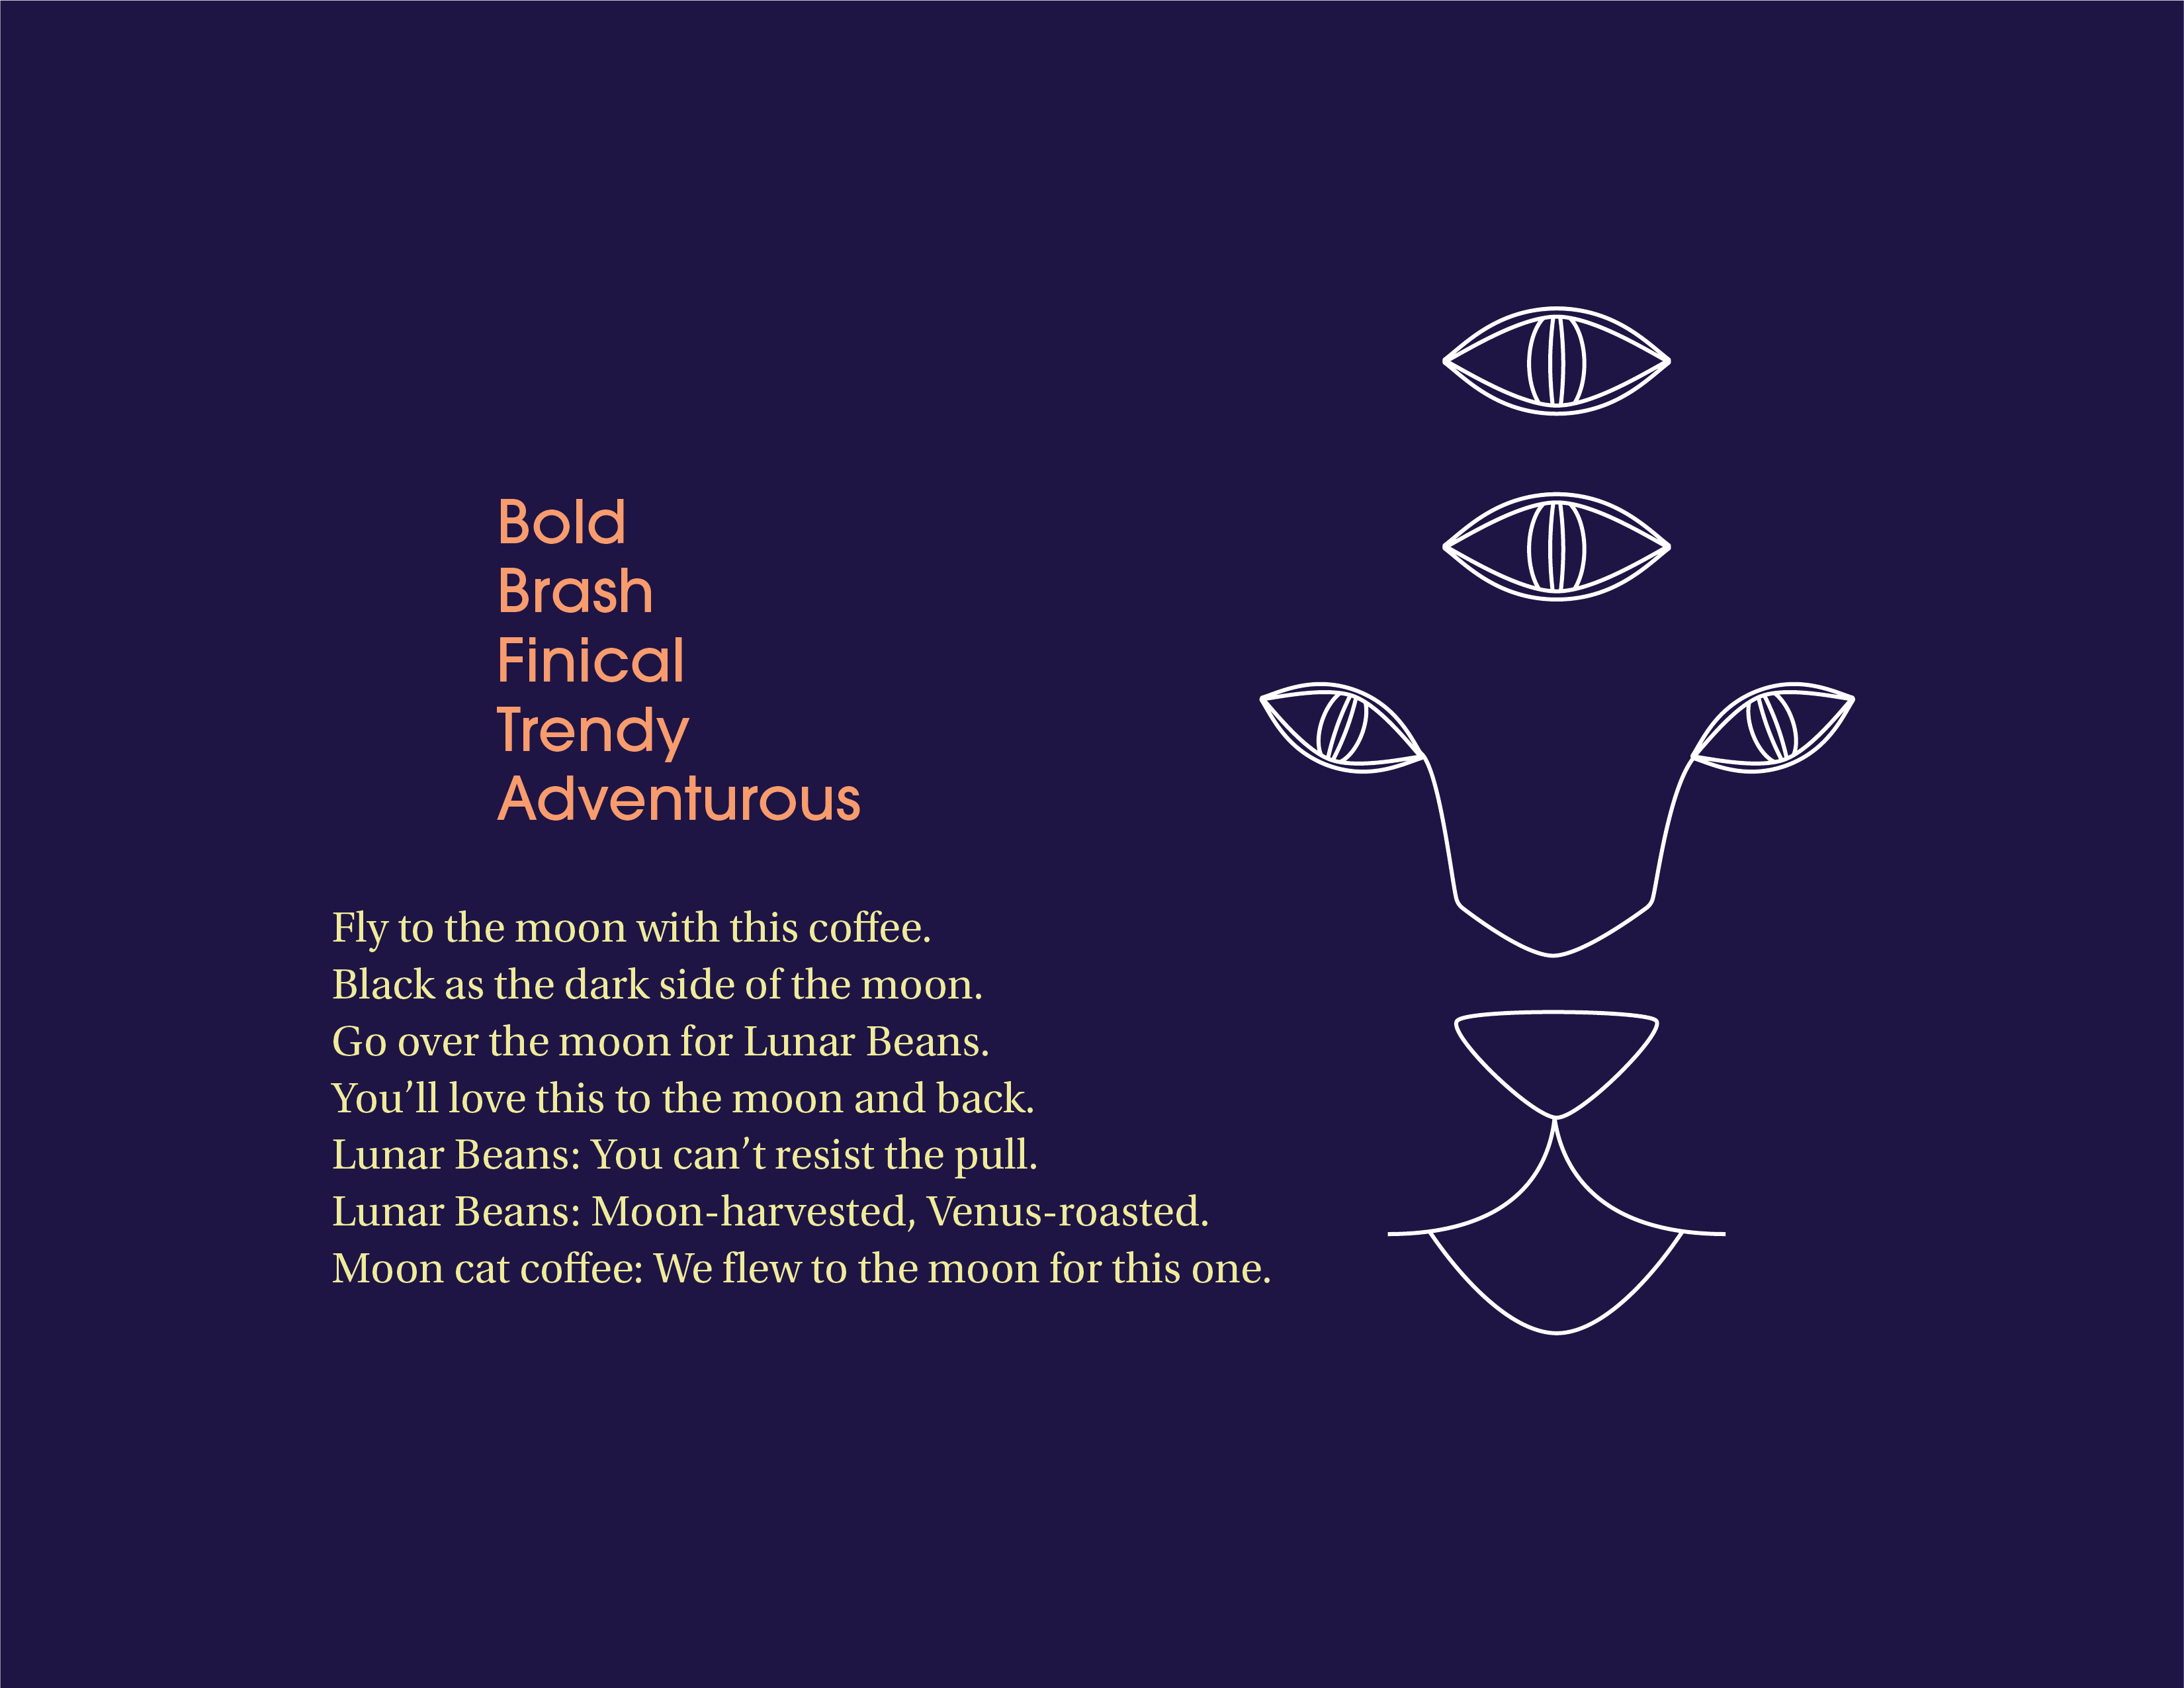 Bold
Brash
Finical
Trendy
Adventurous
Fly to the moon with this coffee.
Black as the dark side of the moon.
Go over the moon for Lunar Beans.
You’ll love this to the moon and back.
Lunar Beans: You can’t resist the pull.
Lunar Beans: Moon-harvested, Venus-roasted.
Moon cat coffee: We flew to the moon for this one.